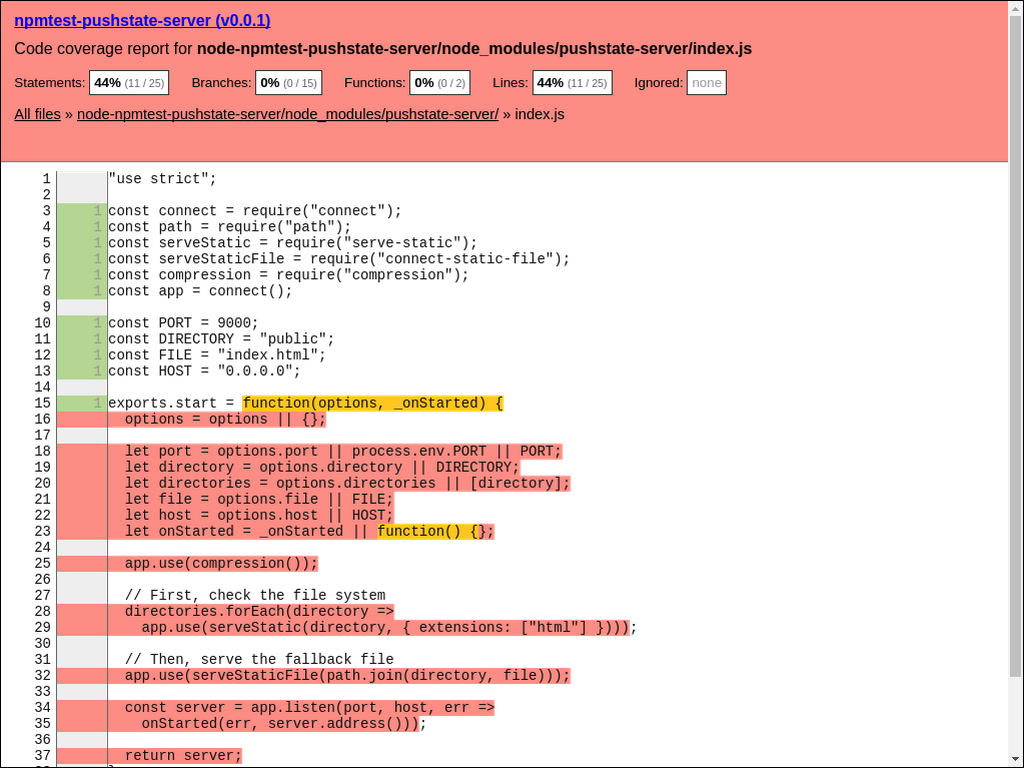 npmtest-pushstate-server (v0.0.1)
Code coverage report for node-npmtest-pushstate-server/node_modules/pushstate-server/index.js
Statements: 44% (11 / 25) Branches: 0% (0 / 15) Functions: 0% (0 / 2) Lines: 44% (11 / 25) Ignored: none
All files » node-npmtest-pushstate-server/node_modules/pushstate-server/ » index.js
1 "use strict";
2
3 1 const connect = require("connect");
4 1 const path = require("path");
5 1 const serveStatic = require("serve-static");
6 1 const serveStaticFile = require("connect-static-file");
7 1 const compression = require("compression");
8 1 const app = connect();
9
10 1 const PORT = 9000;
11 1 const DIRECTORY = "public";
12 1 const FILE = "index.html";
13 1 const HOST = "0.0.0.0";
14
15 1 exports.start = function(options, _onStarted) {
16   options = options || {};
17
18   let port = options.port || process.env.PORT || PORT;
19   let directory = options.directory || DIRECTORY;
20   let directories = options.directories || [directory];
21   let file = options.file || FILE;
22   let host = options.host || HOST;
23   let onStarted = _onStarted || function() {};
24
25   app.use(compression());
26
27   // First, check the file system
28   directories.forEach(directory =>
29     app.use(serveStatic(directory, { extensions: ["html"] })));
30
31   // Then, serve the fallback file
32   app.use(serveStaticFile(path.join(directory, file)));
33
34   const server = app.listen(port, host, err =>
35     onStarted(err, server.address()));
36
37   return server;